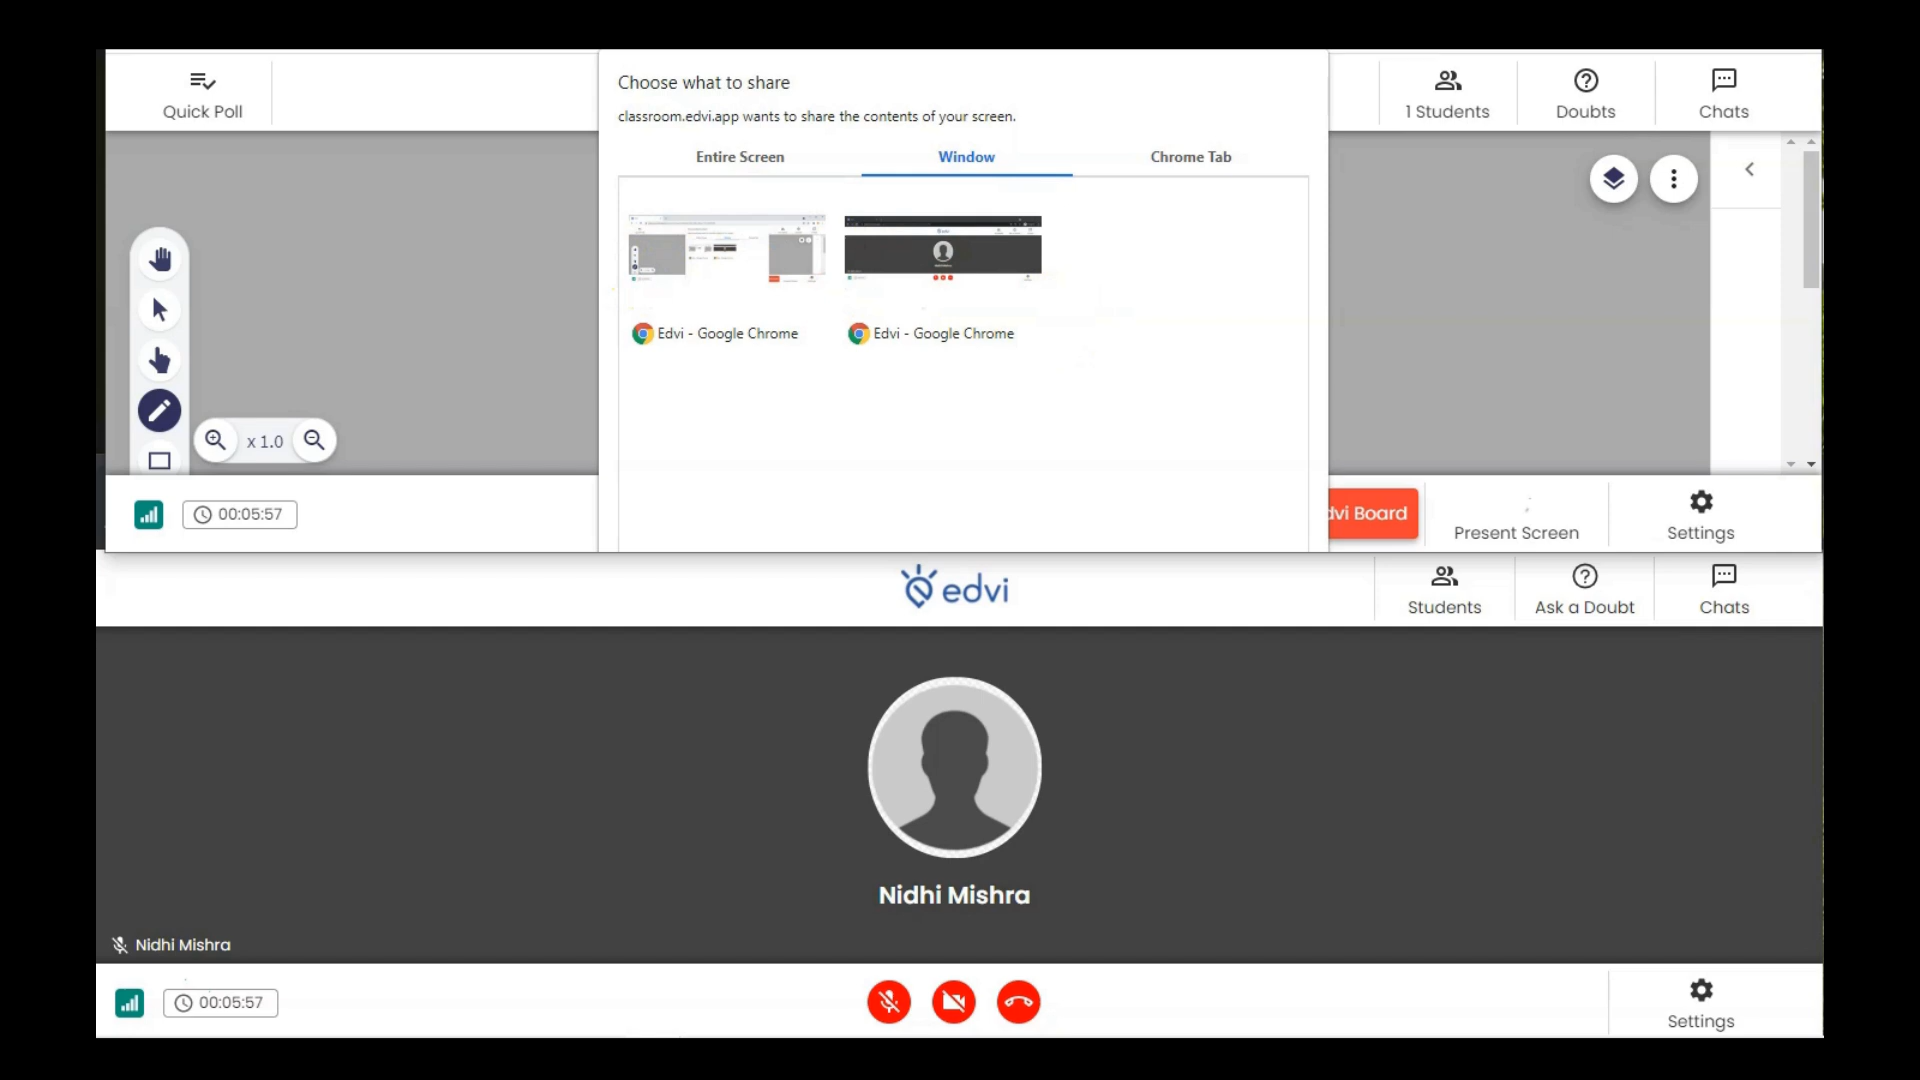 Quick Poll
Choose what to share
classroom.edvi.app wants to share the contents of your screen.
Entire Screen
Window
Chrome Tab
1 Students
Doubts
Chats
Edvi - Google Chrome
Edvi - Google Chrome
x 1.0
00:05:57
dvi Board
Present Screen
Settings
edvi
Students
Ask a Doubt
Chats
Nidhi Mishra
Nidhi Mishra
00:05:57
Settings